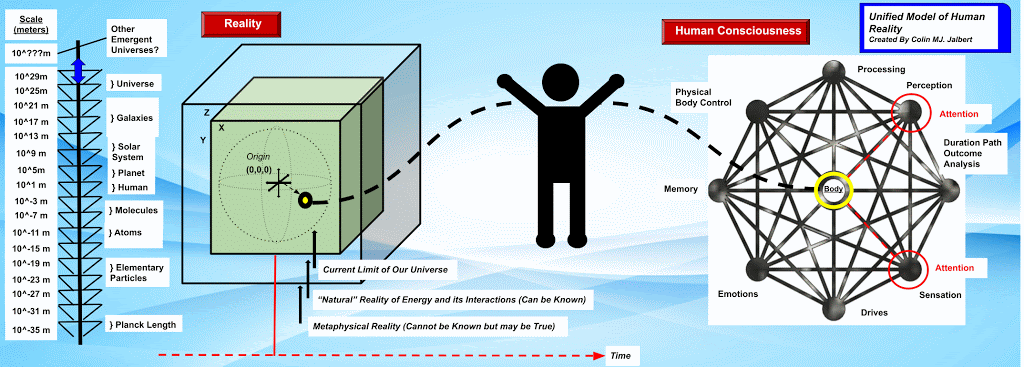 Scale
(meters)
10^???m
10^29m
10^25m
10^21 m
10^17 m
10^13 m
10^9 m
10^5m
10^1 m
10^-3 m
10^-7 m
10^-11 m
10^-15 m
10^-19 m
10^-23 m
10^-27 m
10^-31 m
10^-35 m
Other
Emergent
Universes?
} Universe
} Galaxies
} Solar
System
} Planet
} Human
} Molecules
} Atoms
} Elementary
Particles
} Planck Length
Reality
Z
X
Y
Origin
(0,0,0)
Current Limit of Our Universe
“Natural” Reality of Energy and its Interactions (Can be Known)
Metaphysical Reality (Cannot be Known but may be True)
Time
Human Consciousness
Unified Model of Human
Reality
Created By Colin MJ. Jalbert
Processing
Perception
Attention
Physical
Body Control
Duration Path
Outcome
Analysis
Memory
Body
Attention
Sensation
Emotions
Drives